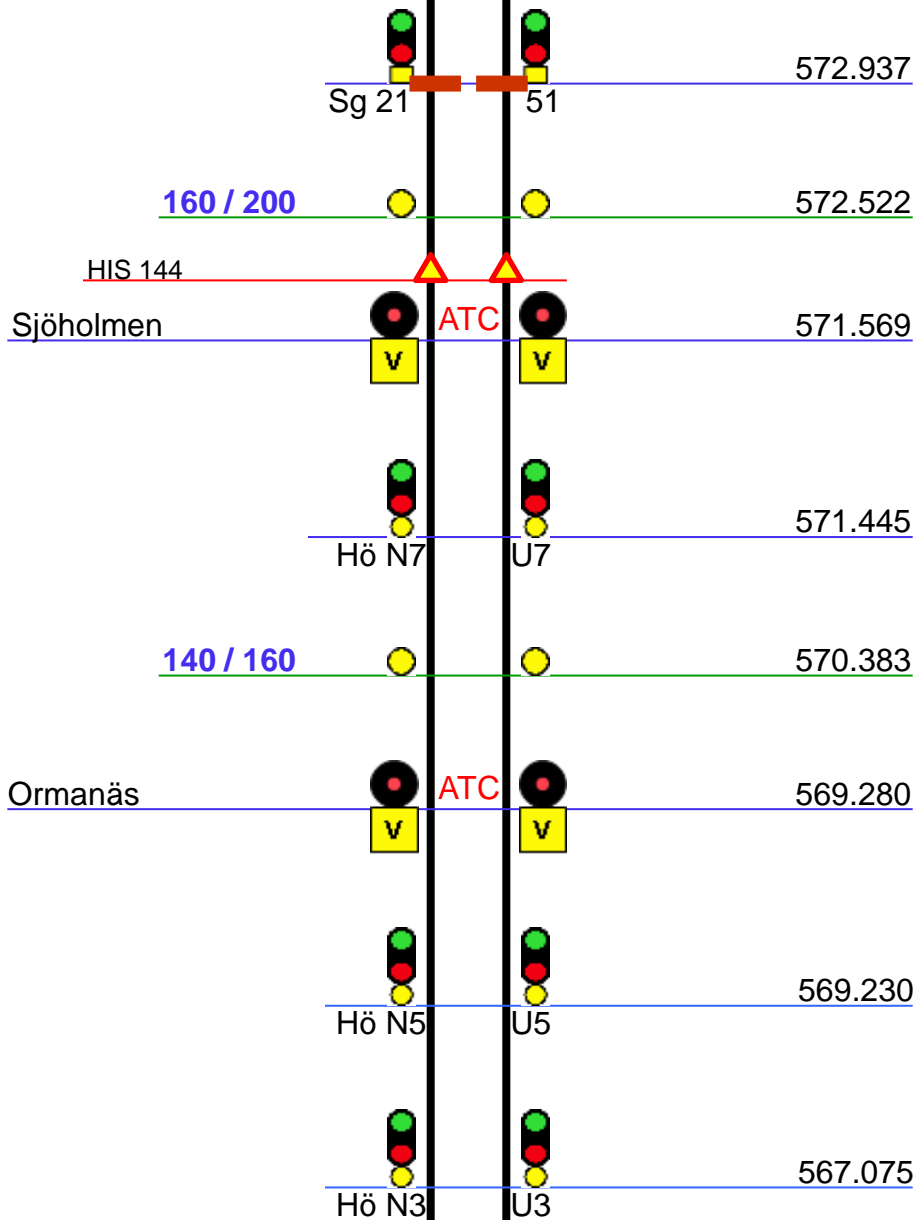 572.937
Sg 21 51
160 / 200 572.522
HIS 144
Sjöholmen ATC 571.569
V V
571.445
Hö N7 U7
140 / 160 570.383
Ormanäs ATC 569.280
V V
569.230
Hö N5 U5
567.075
Hö N3 U3